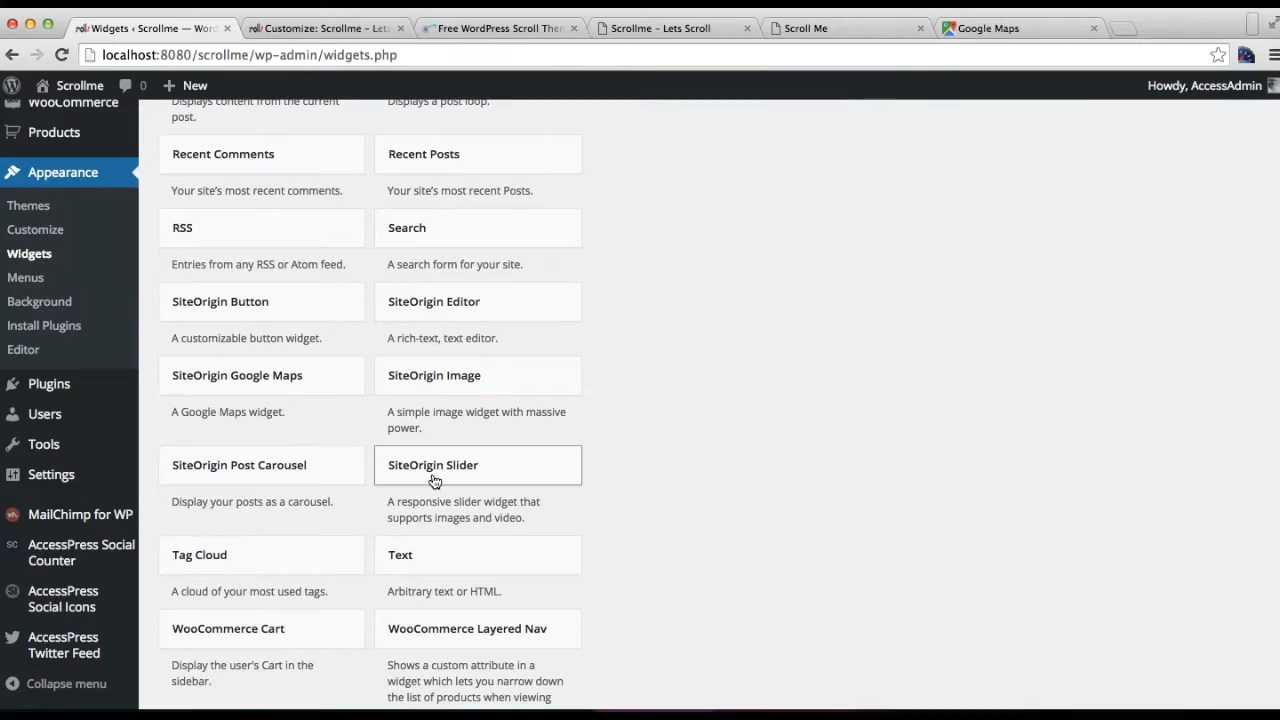 Widgets ‹ Scrollme — Word
Customize: Scrollme – Lets
Free WordPress Scroll Them
Scrollme – Lets Scroll
Scroll Me
Google Maps
localhost:8080/scrollme/wp-admin/widgets.php
Scrollme
0
New
Howdy, AccessAdmin
WooCommerce
Products
Appearance
Themes
Customize
Widgets
Menus
Background
Install Plugins
Editor
Plugins
Users
Tools
Settings
MailChimp for WP
SC
AccessPress Social
Counter
AccessPress
Social Icons
AccessPress
Twitter Feed
Collapse menu
Displays content from the current
post.
Displays a post loop.
Recent Comments
Your site's most recent comments.
Recent Posts
Your site's most recent Posts.
RSS
Entries from any RSS or Atom feed.
Search
A search form for your site.
SiteOrigin Button
A customizable button widget.
SiteOrigin Editor
A rich-text, text editor.
SiteOrigin Google Maps
A Google Maps widget.
SiteOrigin Image
A simple image widget with massive
power.
SiteOrigin Post Carousel
Display your posts as a carousel.
SiteOrigin Slider
A responsive slider widget that
supports images and video.
Tag Cloud
A cloud of your most used tags.
Text
Arbitrary text or HTML.
WooCommerce Cart
Display the user's Cart in the
sidebar.
WooCommerce Layered Nav
Shows a custom attribute in a
widget which lets you narrow down
the list of products when viewing